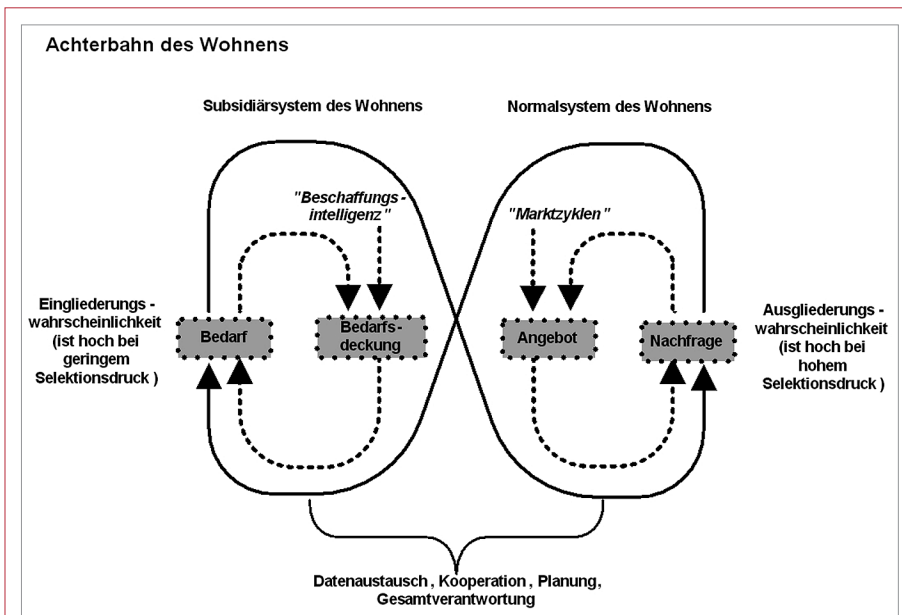 Achterbahn des Wohnens
Subsidiärsystem des Wohnens
Normalsystem des Wohnens
"Beschaffungs -
intelligenz"
"Marktzyklen "
Eingliederungs -
wahrscheinlichkeit
(ist hoch bei
geringem
Selektionsdruck )
Bedarf
Bedarfs-
deckung
Angebot
Nachfrage
Ausgliederungs -
wahrscheinlichkeit
(ist hoch bei
hohem
Selektionsdruck )
Datenaustausch , Kooperation , Planung,
Gesamtverantwortung